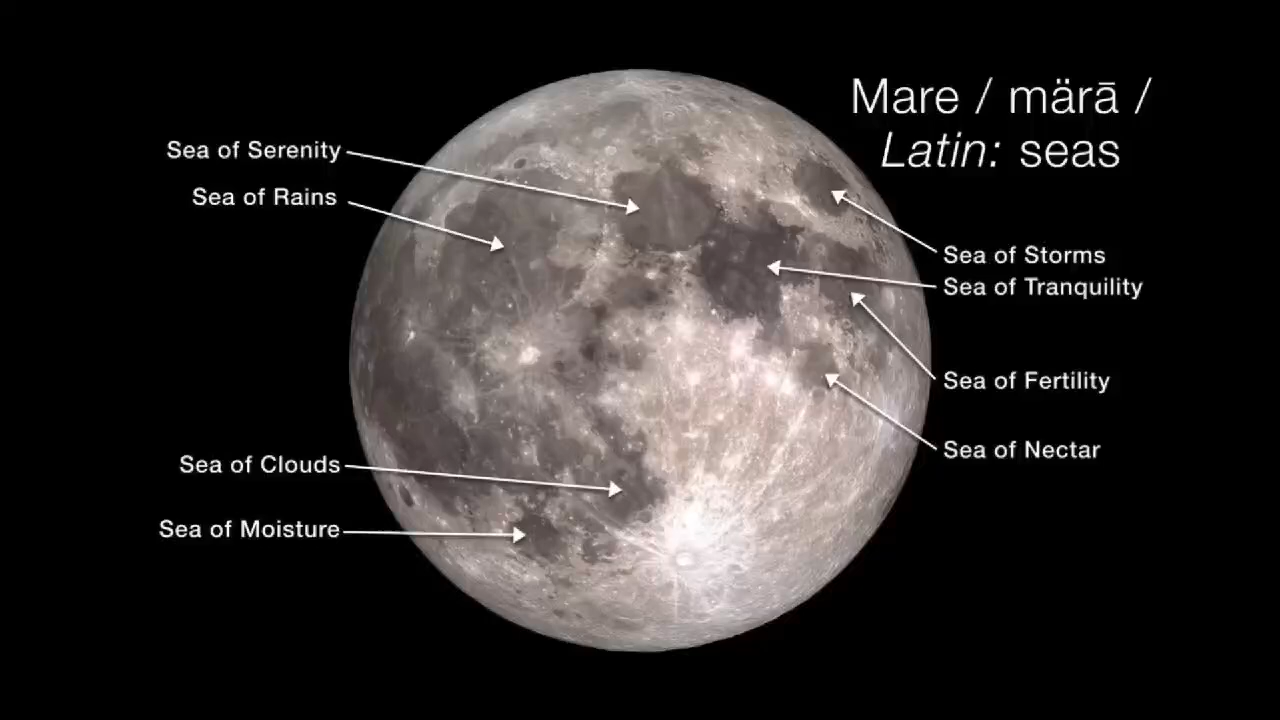 Mare / märā /
Latin: seas
Sea of Serenity
Sea of Rains
Sea of Clouds
Sea of Moisture
Sea of Storms
Sea of Tranquility
Sea of Fertility
Sea of Nectar